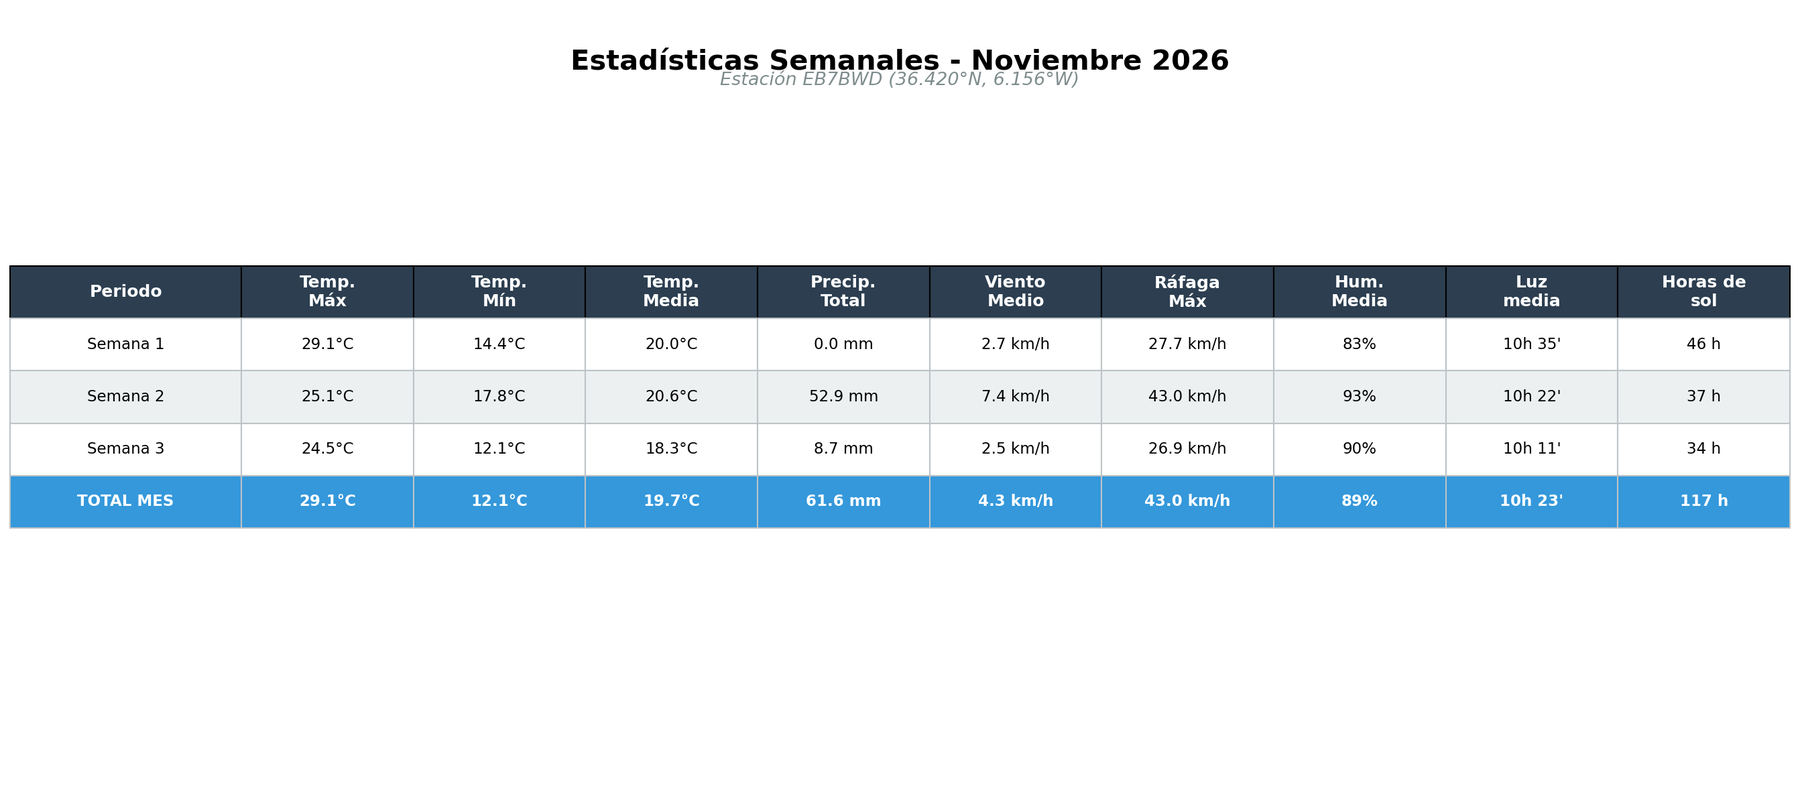 Estadísticas Semanales - Noviembre 2026
Estación EB7BWD (36.420°N, 6.156°W)
Periodo Temp. Máx Temp. Mín Temp. Media Precip. Total Viento Medio Ráfaga Máx Hum. Media Luz media Horas de sol
Semana 1 29.1°C 14.4°C 20.0°C 0.0 mm 2.7 km/h 27.7 km/h 83% 10h 35' 46 h
Semana 2 25.1°C 17.8°C 20.6°C 52.9 mm 7.4 km/h 43.0 km/h 93% 10h 22' 37 h
Semana 3 24.5°C 12.1°C 18.3°C 8.7 mm 2.5 km/h 26.9 km/h 90% 10h 11' 34 h
TOTAL MES 29.1°C 12.1°C 19.7°C 61.6 mm 4.3 km/h 43.0 km/h 89% 10h 23' 117 h